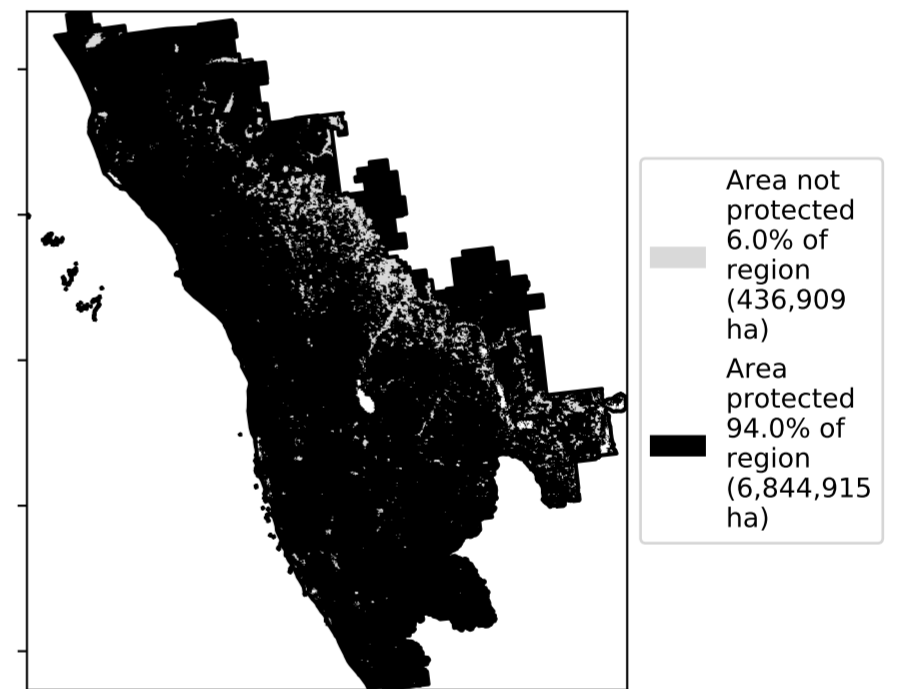 Area not
protected
6.0% of
region
(436,909
ha)
Area
protected
94.0% of
region
(6,844,915
ha)